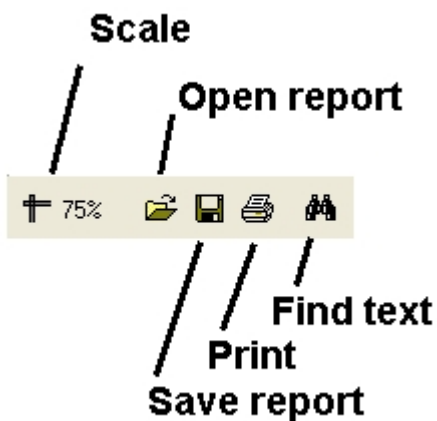 Scale
Open report
75%
Find text
Print
Save report